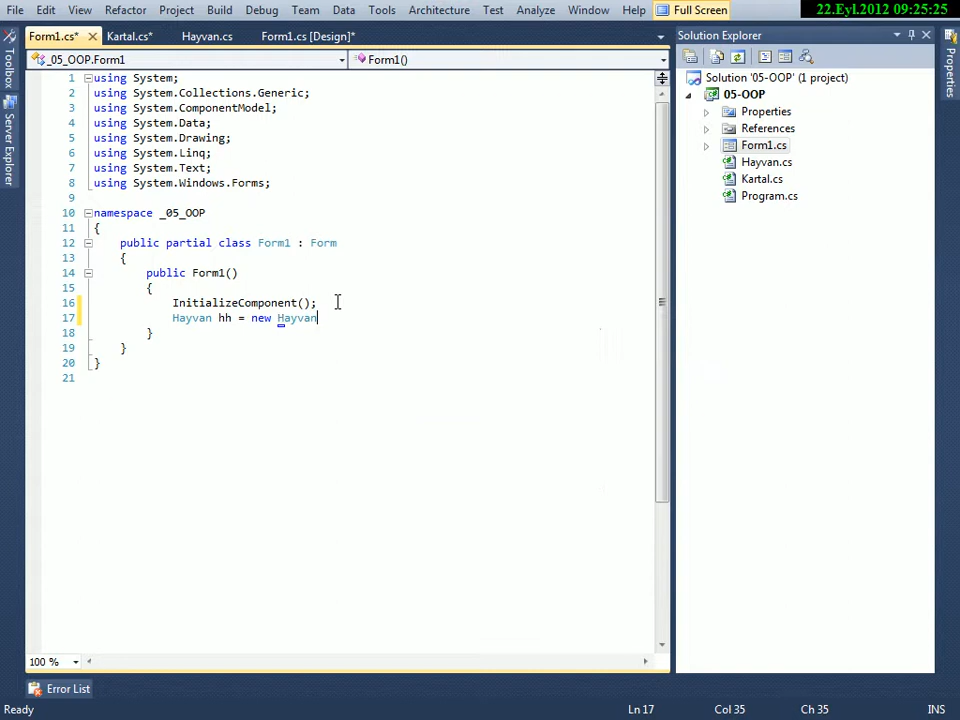 File Edit View Refactor Project Build Debug Team Data Tools Architecture Test Analyze Window Help Full Screen 22.Eyl.2012 09:25:25
Form1.cs* Kartal.cs* Hayvan.cs Form1.cs [Design]*
Solution Explorer
_05_OOP.Form1 Form1()
Toolbox
Server Explorer
Properties
1 using System;
2 using System.Collections.Generic;
3 using System.ComponentModel;
4 using System.Data;
5 using System.Drawing;
6 using System.Linq;
7 using System.Text;
8 using System.Windows.Forms;
9
10 namespace _05_OOP
11 {
12 public partial class Form1 : Form
13 {
14 public Form1()
15 {
16 InitializeComponent();
17 Hayvan hh = new Hayvan
18 }
19 }
20 }
21
Solution '05-OOP' (1 project)
05-OOP
Properties
References
Form1.cs
Hayvan.cs
Kartal.cs
Program.cs
100 %
Error List
Ready Ln 17 Col 35 Ch 35 INS